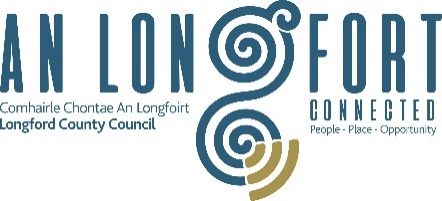 AN LONGFORT
Comhairle Chontae An Longfoirt
Longford County Council
CONNECTED
People - Place - Opportunity